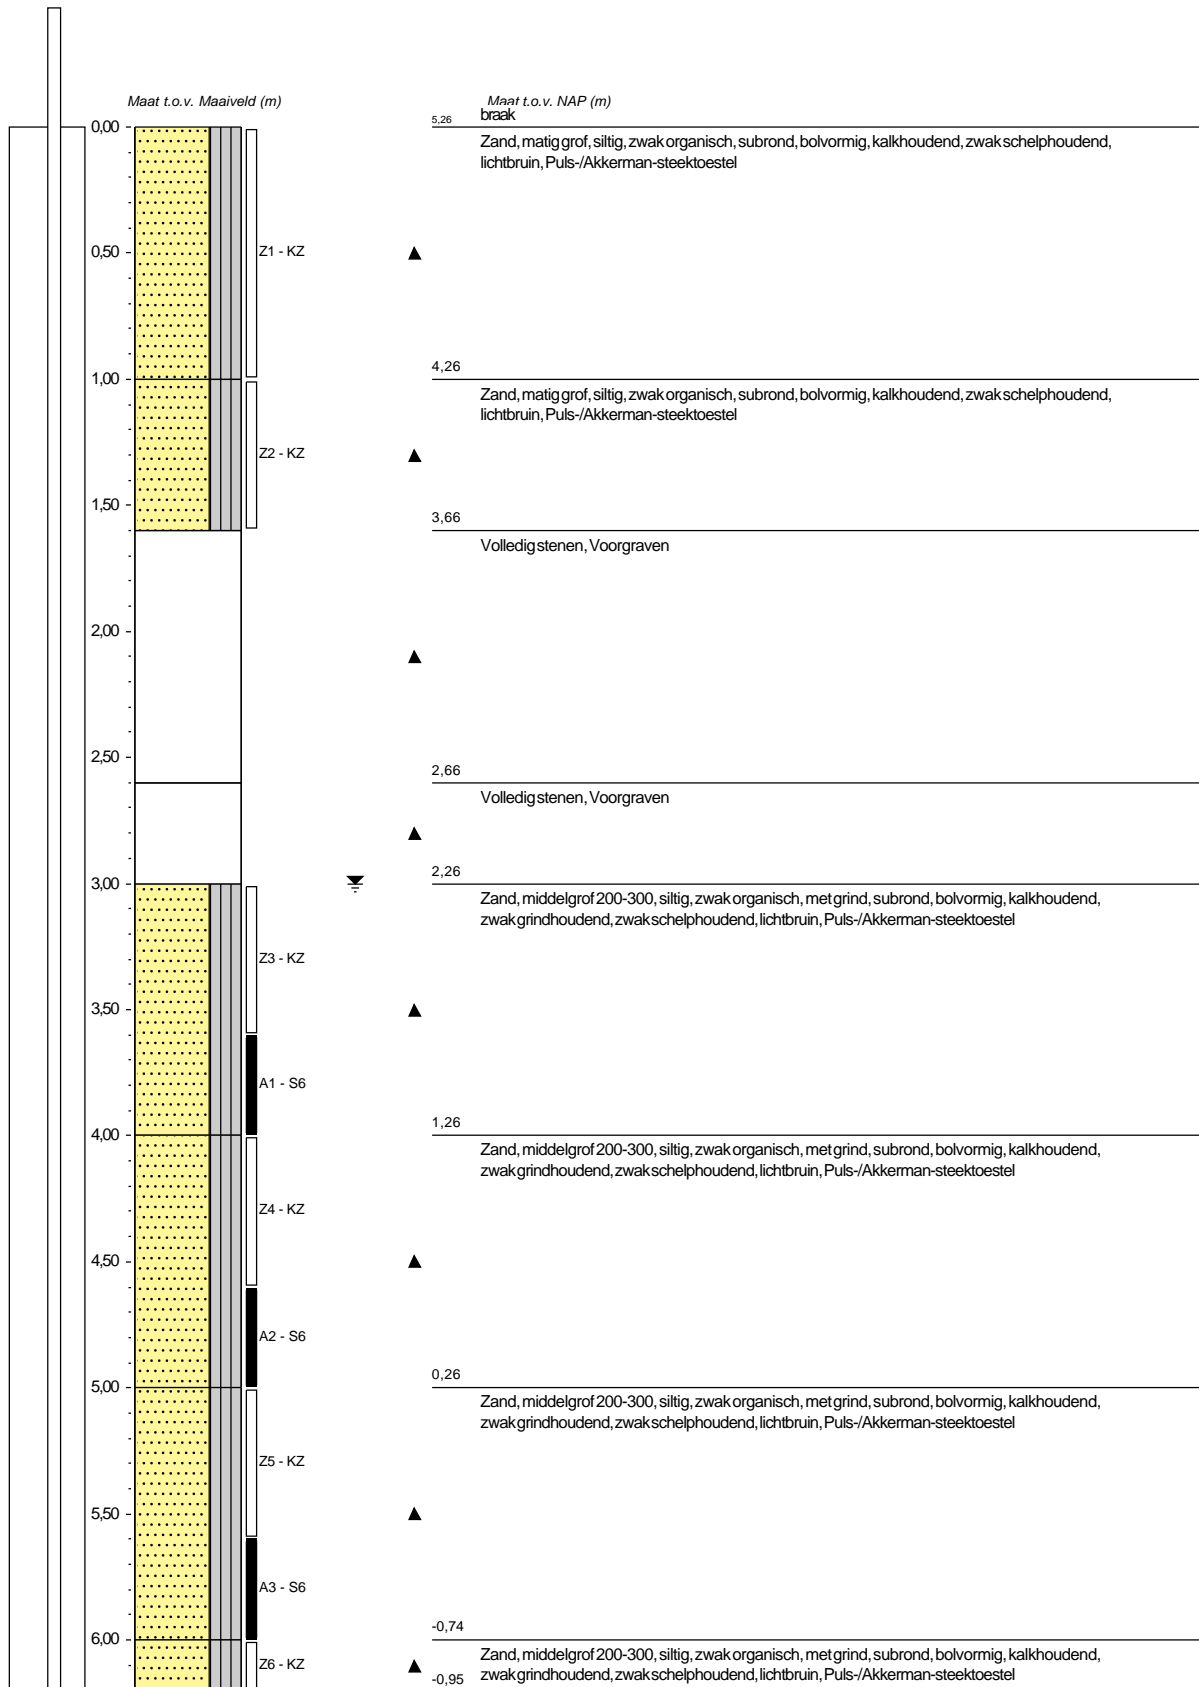 Maat t.o.v. Maaiveld (m)
Maat t.o.v. NAP (m)
braak
0,00
5,26
Zand, matig grof, siltig, zwak organisch, subrond, bolvormig, kalkhoudend, zwak schelphoudend,
lichtbruin, Puls-/Akkerman-steektoestel
0,50
Z1 - KZ
4,26
1,00
Zand, matig grof, siltig, zwak organisch, subrond, bolvormig, kalkhoudend, zwak schelphoudend,
lichtbruin, Puls-/Akkerman-steektoestel
Z2 - KZ
1,50
3,66
Volledig stenen, Voorgraven
2,00
2,50
2,66
Volledig stenen, Voorgraven
2,26
3,00
Zand, middelgrof 200-300, siltig, zwak organisch, met grind, subrond, bolvormig, kalkhoudend,
zwak grindhoudend, zwak schelphoudend, lichtbruin, Puls-/Akkerman-steektoestel
Z3 - KZ
3,50
A1 - S6
1,26
4,00
Zand, middelgrof 200-300, siltig, zwak organisch, met grind, subrond, bolvormig, kalkhoudend,
zwak grindhoudend, zwak schelphoudend, lichtbruin, Puls-/Akkerman-steektoestel
Z4 - KZ
4,50
A2 - S6
0,26
5,00
Zand, middelgrof 200-300, siltig, zwak organisch, met grind, subrond, bolvormig, kalkhoudend,
zwak grindhoudend, zwak schelphoudend, lichtbruin, Puls-/Akkerman-steektoestel
Z5 - KZ
5,50
A3 - S6
-0,74
6,00
Zand, middelgrof 200-300, siltig, zwak organisch, met grind, subrond, bolvormig, kalkhoudend,
zwak grindhoudend, zwak schelphoudend, lichtbruin, Puls-/Akkerman-steektoestel
Z6 - KZ
-0,95